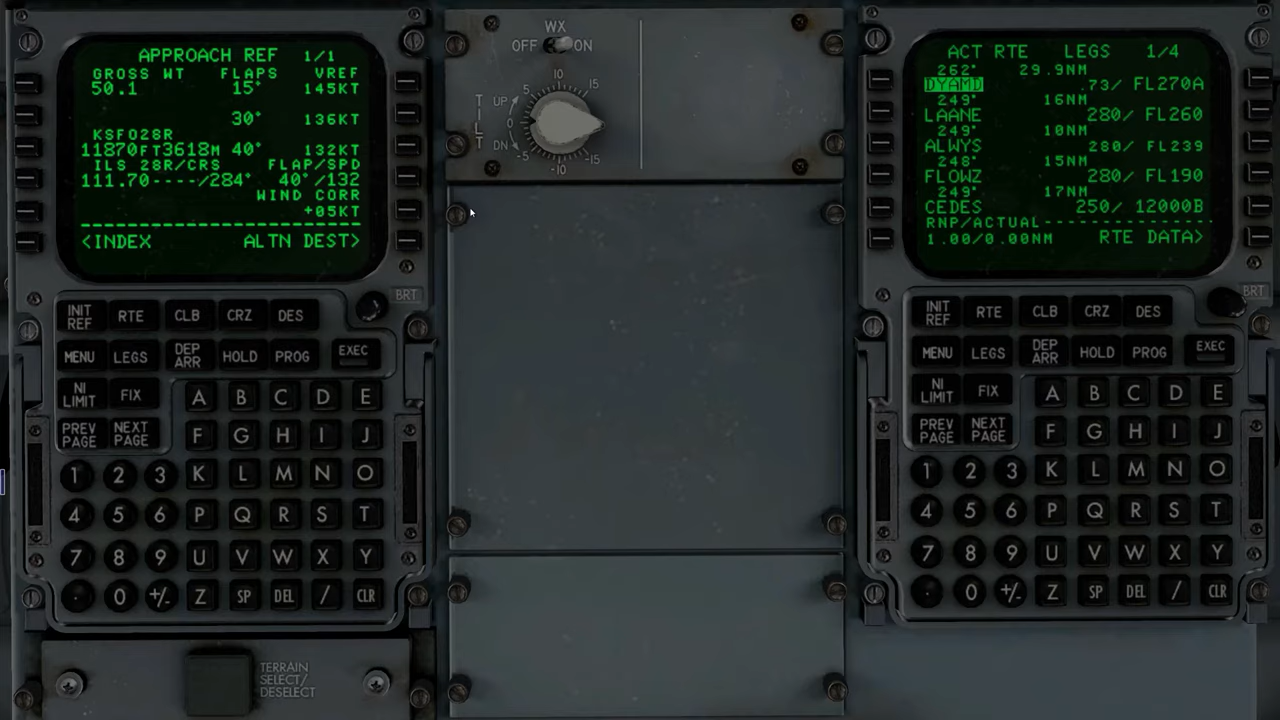 APPROACH REF 1/1
GROSS WT FLAPS VREF
50.1 15° 145KT
30° 136KT
KSFO28R
11870FT3618M 40° 132KT
ILS 28R/CRS FLAP/SPD
111.70----/284° 40°/132
WIND CORR
+05KT
--------------------
<INDEX ALTN DEST>
BRT
INIT REF RTE CLB CRZ DES
MENU LEGS DEP ARR HOLD PROG EXEC
N1 LIMIT FIX A B C D E
PREV PAGE NEXT PAGE F G H I J
1 2 3 K L M N O
4 5 6 P Q R S T
7 8 9 U V W X Y
. 0 +/- Z SP DEL / CLR
TERRAIN
SELECT/
DESELECT
WX
OFF ON
10
5 15
UP
TILT
0
DN
-5 -15
-10
ACT RTE LEGS 1/4
262° 29.9NM
DYAMD .73/ FL270A
249° 16NM
LAANE 280/ FL260
249° 10NM
ALWYS 280/ FL239
248° 15NM
FLOWZ 280/ FL190
249° 17NM
CEDES 250/ 12000B
RNP/ACTUAL--------------
1.00/0.00NM RTE DATA>
BRT
INIT REF RTE CLB CRZ DES
MENU LEGS DEP ARR HOLD PROG EXEC
N1 LIMIT FIX A B C D E
PREV PAGE NEXT PAGE F G H I J
1 2 3 K L M N O
4 5 6 P Q R S T
7 8 9 U V W X Y
. 0 +/- Z SP DEL / CLR